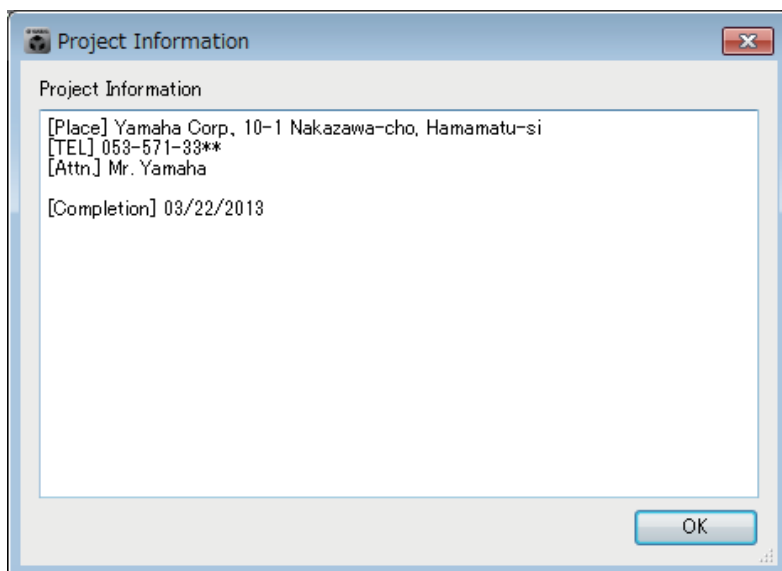 Project Information
Project Information
[Place] Yamaha Corp, 10-1 Nakazawa-cho, Hamamatu-si
[TEL] 053-571-33**
[Attn.] Mr. Yamaha
[Completion] 03/22/2013
OK